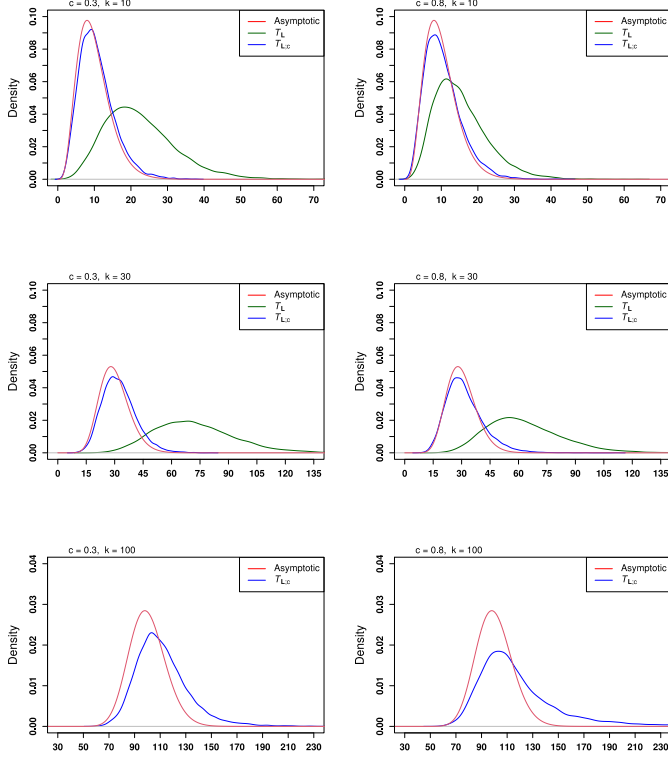 c = 0.3, k = 10
Density
0.00 0.02 0.04 0.06 0.08 0.10
0 10 20 30 40 50 60 70
Asymptotic
T_L
T_L;c
c = 0.8, k = 10
Density
0.00 0.02 0.04 0.06 0.08 0.10
0 10 20 30 40 50 60 70
Asymptotic
T_L
T_L;c
c = 0.3, k = 30
Density
0.00 0.02 0.04 0.06 0.08 0.10
0 15 30 45 60 75 90 105 120 135
Asymptotic
T_L
T_L;c
c = 0.8, k = 30
Density
0.00 0.02 0.04 0.06 0.08 0.10
0 15 30 45 60 75 90 105 120 135
Asymptotic
T_L
T_L;c
c = 0.3, k = 100
Density
0.00 0.01 0.02 0.03 0.04
30 50 70 90 110 130 150 170 190 210 230
Asymptotic
T_L;c
c = 0.8, k = 100
Density
0.00 0.01 0.02 0.03 0.04
30 50 70 90 110 130 150 170 190 210 230
Asymptotic
T_L;c